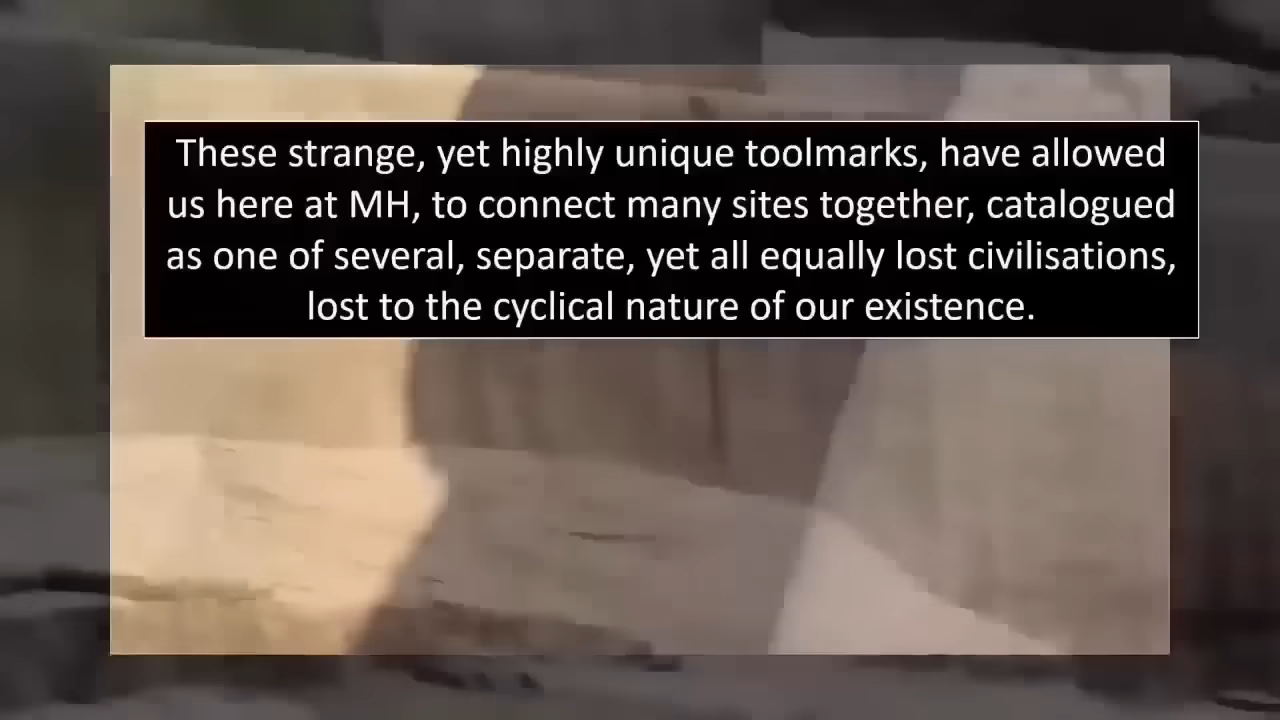 These strange, yet highly unique toolmarks, have allowed
us here at MH, to connect many sites together, catalogued
as one of several, separate, yet all equally lost civilisations,
lost to the cyclical nature of our existence.